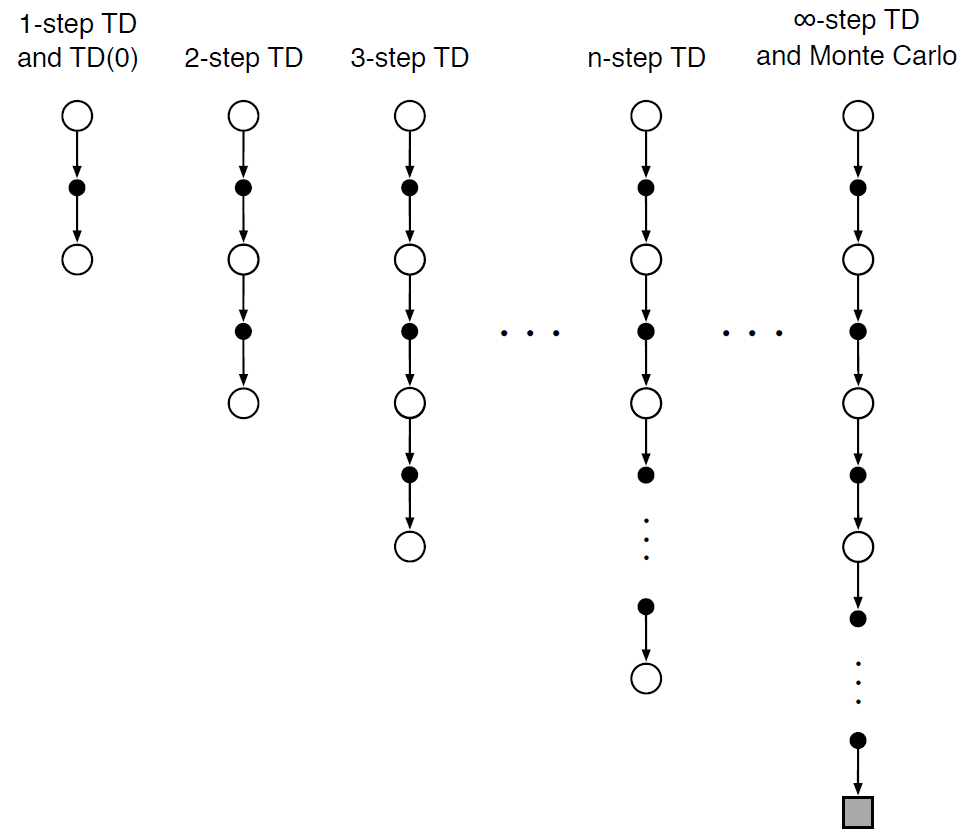 1-step TD
and TD(0)
2-step TD
3-step TD
n-step TD
∞-step TD
and Monte Carlo